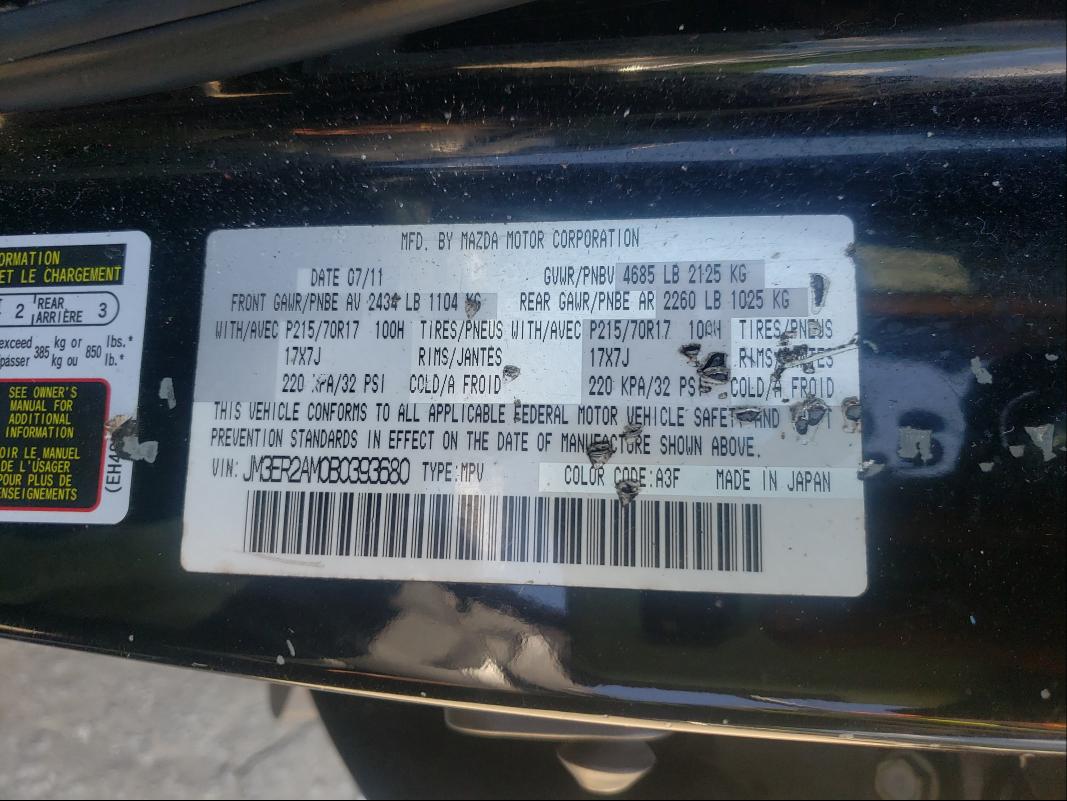 ORMATION
ET LE CHARGEMENT
2 REAR ARRIÈRE 3
exceed 385 kg or 850 lbs.*
passer kg ou lb.*
SEE OWNER'S
MANUAL FOR
ADDITIONAL
INFORMATION
OIR LE MANUEL
DE L'USAGER
POUR PLUS DE
ENSEIGNEMENTS
(EH4
MFD. BY MAZDA MOTOR CORPORATION
DATE 07/11 GVWR/PNBV 4685 LB 2125 KG
FRONT GAWR/PNBE AV 2434 LB 1104 KG REAR GAWR/PNBE AR 2260 LB 1025 KG
WITH/AVEC P215/70R17 100H TIRES/PNEUS WITH/AVEC P215/70R17 100H TIRES/PNEUS
17X7J RIMS/JANTES 17X7J RIMS/JANTES
220 KPA/32 PSI COLD/A FROID 220 KPA/32 PSI COLD/A FROID
THIS VEHICLE CONFORMS TO ALL APPLICABLE FEDERAL MOTOR VEHICLE SAFETY AND
PREVENTION STANDARDS IN EFFECT ON THE DATE OF MANUFACTURE SHOWN ABOVE.
VIN: JM3ER2AM0B0393680 TYPE:MPV COLOR CODE:A3F MADE IN JAPAN